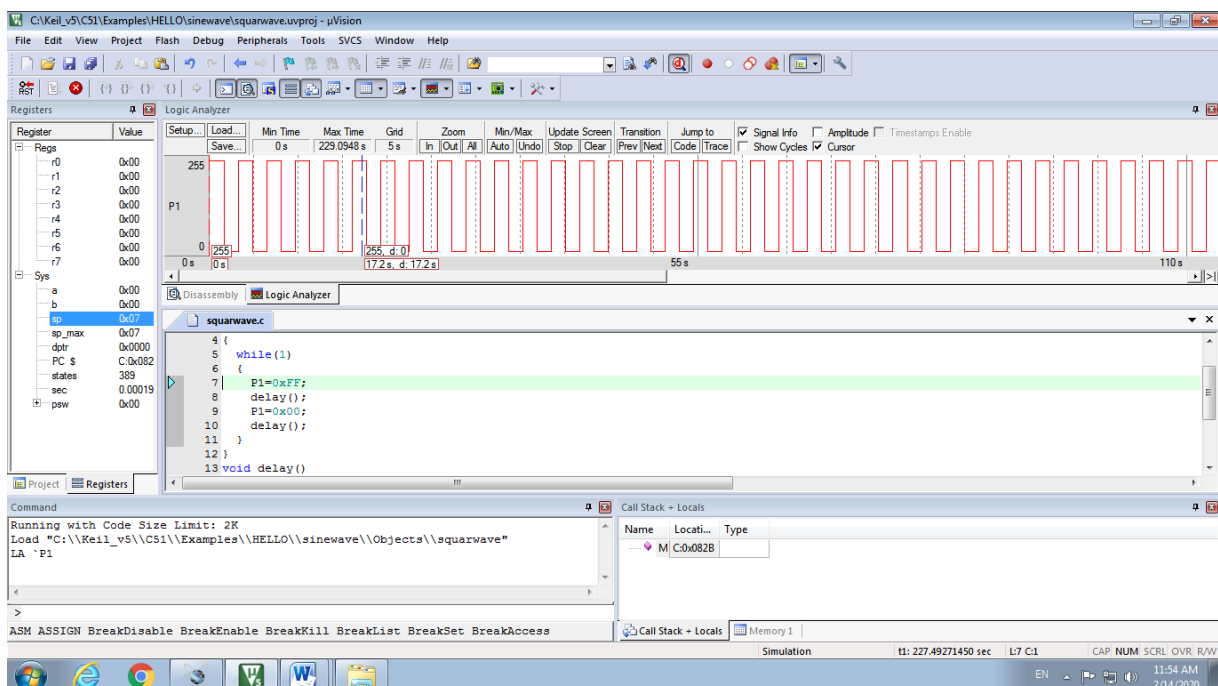 C:\Keil_v5\C51\Examples\HELLO\sinewave\squarwave.uvproj - µVision
File Edit View Project Flash Debug Peripherals Tools SVCS Window Help
RST
Registers
Register Value
Regs
r0 0x00
r1 0x00
r2 0x00
r3 0x00
r4 0x00
r5 0x00
r6 0x00
r7 0x00
Sys
a 0x00
b 0x00
sp 0x07
sp_max 0x07
dptr 0x0000
PC $ C:0x082
states 389
sec 0.00019
psw 0x00
Project Registers
Logic Analyzer
Setup... Load... Min Time Max Time Grid Zoom Min/Max Update Screen Transition Jump to Signal Info Amplitude Timestamps Enable
Save... 0 s 229.0948 s 5 s In Out All Auto Undo Stop Clear Prev Next Code Trace Show Cycles Cursor
255
P1
0 255 255, d: 0
0 s 0 s 17.2 s, d: 17.2 s 55 s 110 s
Disassembly Logic Analyzer
squarwave.c
4 {
5 while(1)
6 {
7 P1=0xFF;
8 delay();
9 P1=0x00;
10 delay();
11 }
12 }
13 void delay()
Command
Running with Code Size Limit: 2K
Load "C:\\Keil_v5\\C51\\Examples\\HELLO\\sinewave\\Objects\\squarwave"
LA `P1
>
ASM ASSIGN BreakDisable BreakEnable BreakKill BreakList BreakSet BreakAccess
Call Stack + Locals
Name Locati... Type
M C:0x082B
Call Stack + Locals Memory 1
Simulation t1: 227.49271450 sec L:7 C:1 CAP NUM SCRL OVR R/W
EN 11:54 AM
2/14/2020